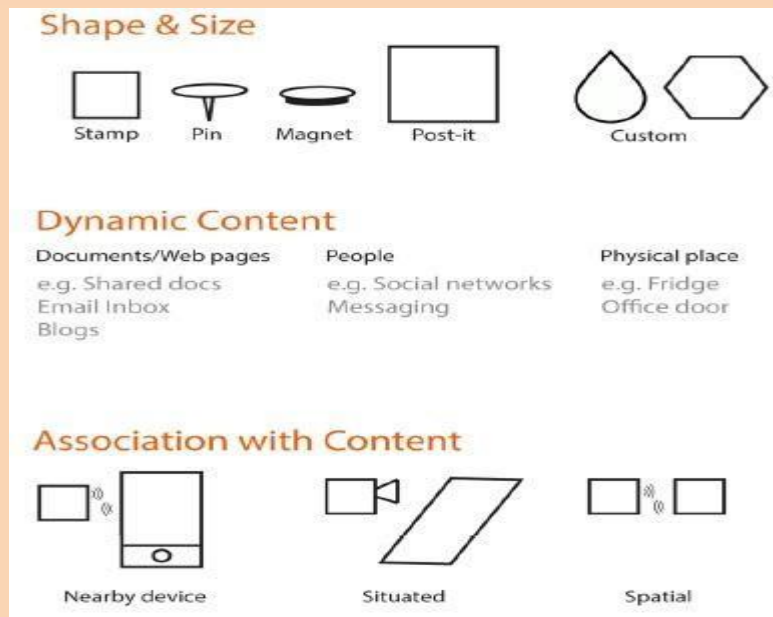 Shape & Size
Stamp Pin Magnet Post-it Custom
Dynamic Content
Documents/Web pages People Physical place
e.g. Shared docs e.g. Social networks e.g. Fridge
Email Inbox Messaging Office door
Blogs
Association with Content
Nearby device Situated Spatial